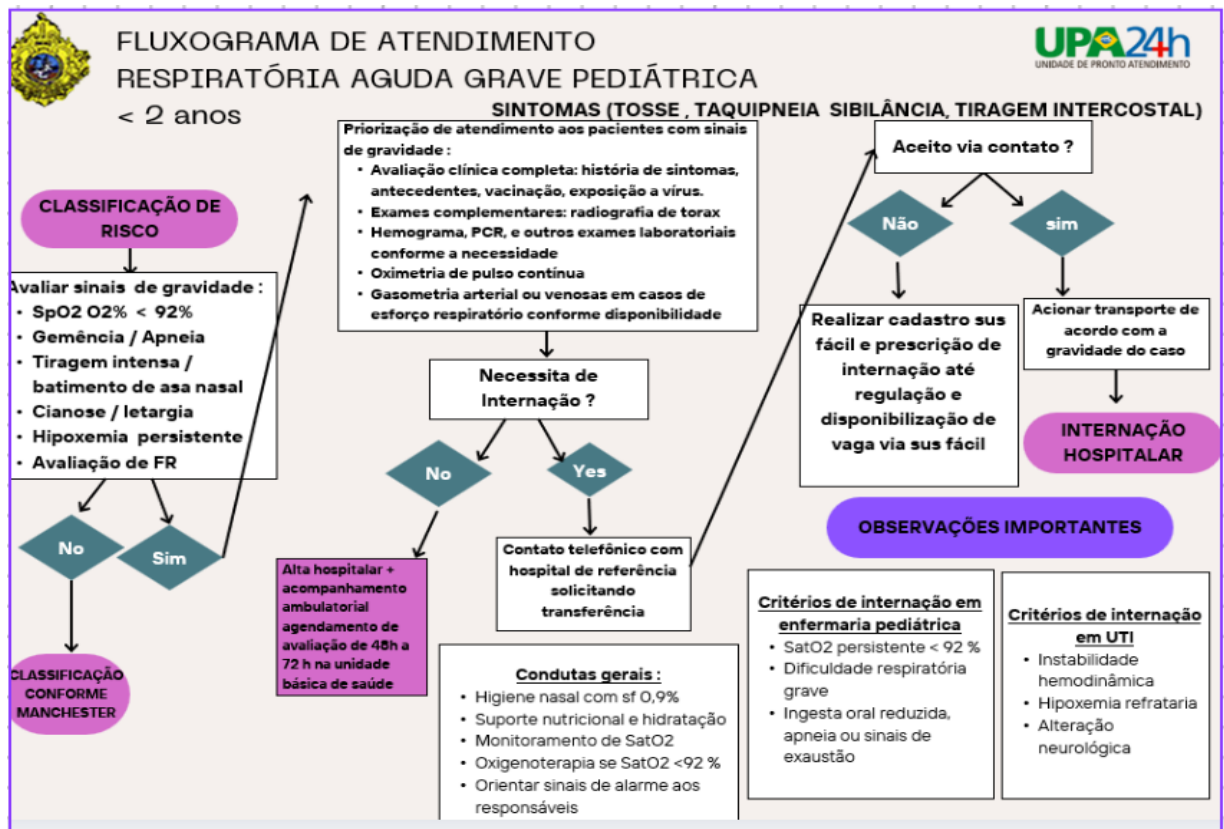 FLUXOGRAMA DE ATENDIMENTO
RESPIRATÓRIA AGUDA GRAVE PEDIÁTRICA
< 2 anos
UPA24h
UNIDADE DE PRONTO ATENDIMENTO
SINTOMAS (TOSSE , TAQUIPNEIA SIBILÂNCIA, TIRAGEM INTERCOSTAL)
CLASSIFICAÇÃO DE
RISCO
Avaliar sinais de gravidade :
• SpO2 O2% < 92%
• Gemência / Apneia
• Tiragem intensa /
batimento de asa nasal
• Cianose / letargia
• Hipoxemia persistente
• Avaliação de FR
No
Sim
CLASSIFICAÇÃO
CONFORME
MANCHESTER
Priorização de atendimento aos pacientes com sinais
de gravidade :
• Avaliação clínica completa: história de sintomas,
antecedentes, vacinação, exposição a vírus.
• Exames complementares: radiografia de torax
• Hemograma, PCR, e outros exames laboratoriais
conforme a necessidade
• Oximetria de pulso contínua
• Gasometria arterial ou venosas em casos de
esforço respiratório conforme disponibilidade
Necessita de
Internação ?
No
Yes
Alta hospitalar +
acompanhamento
ambulatorial
agendamento de
avaliação de 48h a
72 h na unidade
básica de saúde
Contato telefônico com
hospital de referência
solicitando
transferência
Condutas gerais :
• Higiene nasal com sf 0,9%
• Suporte nutricional e hidratação
• Monitoramento de SatO2
• Oxigenoterapia se SatO2 <92 %
• Orientar sinais de alarme aos
responsáveis
Aceito via contato ?
Não
sim
Realizar cadastro sus
fácil e prescrição de
internação até
regulação e
disponibilização de
vaga via sus fácil
Acionar transporte de
acordo com a
gravidade do caso
INTERNAÇÃO
HOSPITALAR
OBSERVAÇÕES IMPORTANTES
Critérios de internação em
enfermaria pediátrica
• SatO2 persistente < 92 %
• Dificuldade respiratória
grave
• Ingesta oral reduzida,
apneia ou sinais de
exaustão
Critérios de internação
em UTI
• Instabilidade
hemodinâmica
• Hipoxemia refrataria
• Alteração
neurológica